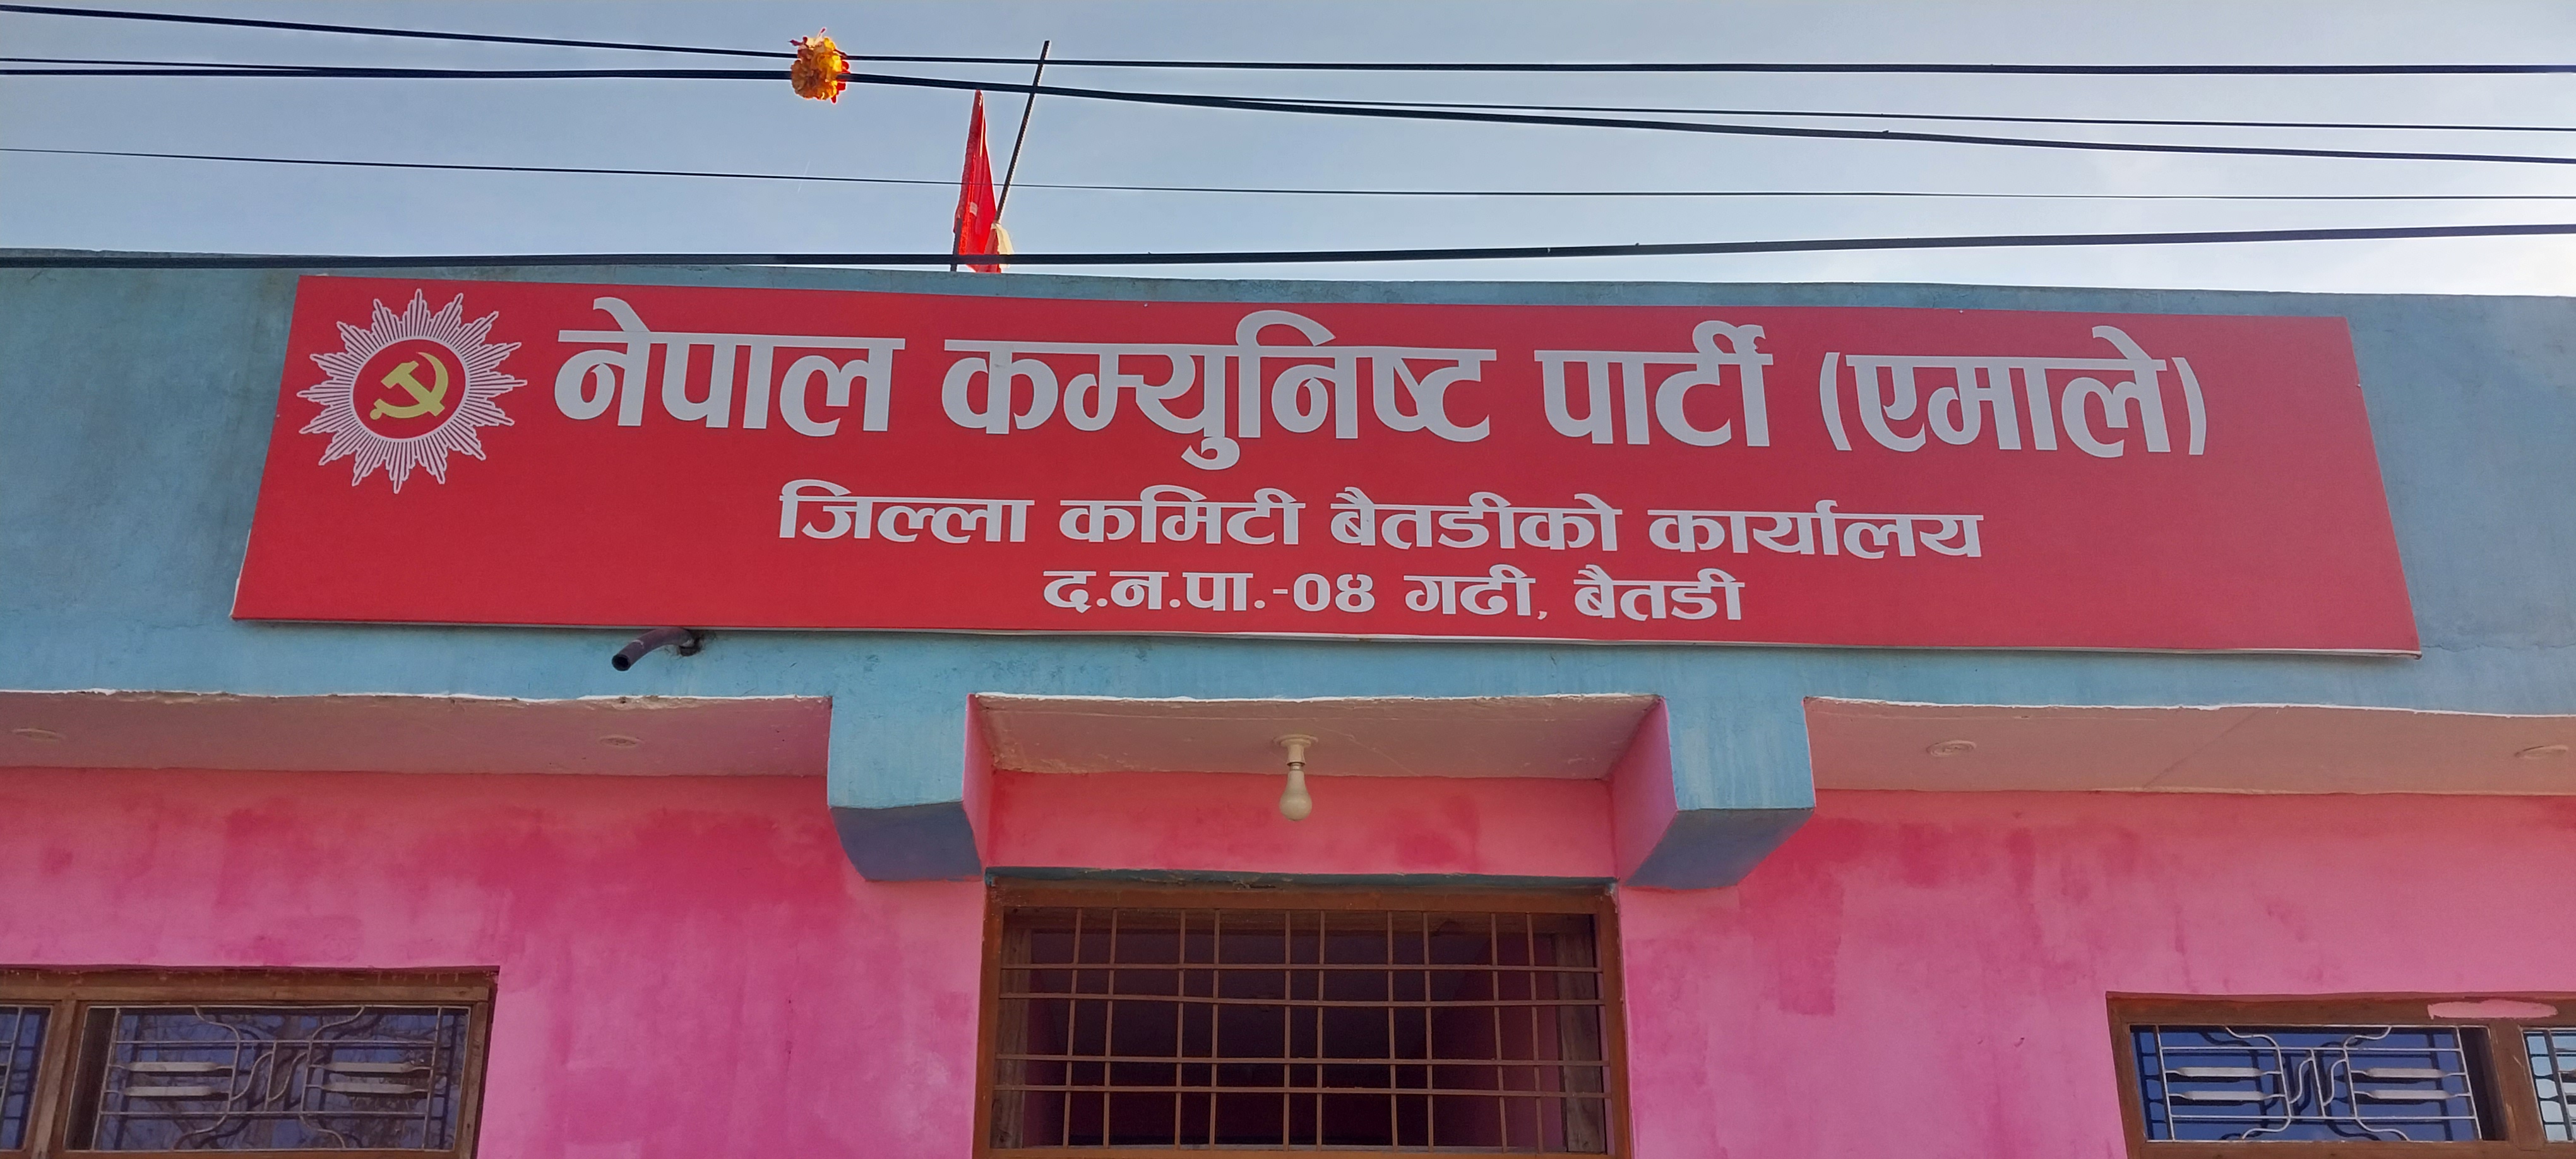 नेपाल कम्युनिष्ट पार्टी (एमाले)
जिल्ला कमिटी बैतडीको कार्यालय
द.न.पा.-०४ गढी, बैतडी